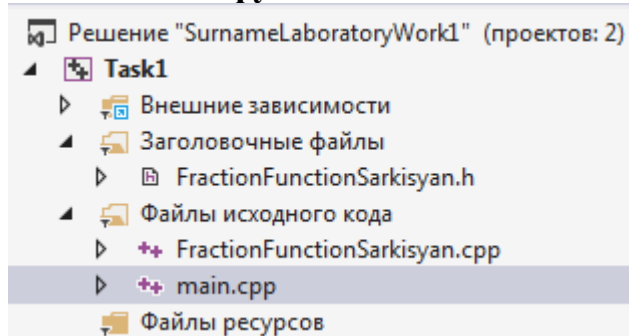 Решение "SurnameLaboratoryWork1" (проектов: 2)
Task1
Внешние зависимости
Заголовочные файлы
FractionFunctionSarkisyan.h
Файлы исходного кода
FractionFunctionSarkisyan.cpp
main.cpp
Файлы ресурсов